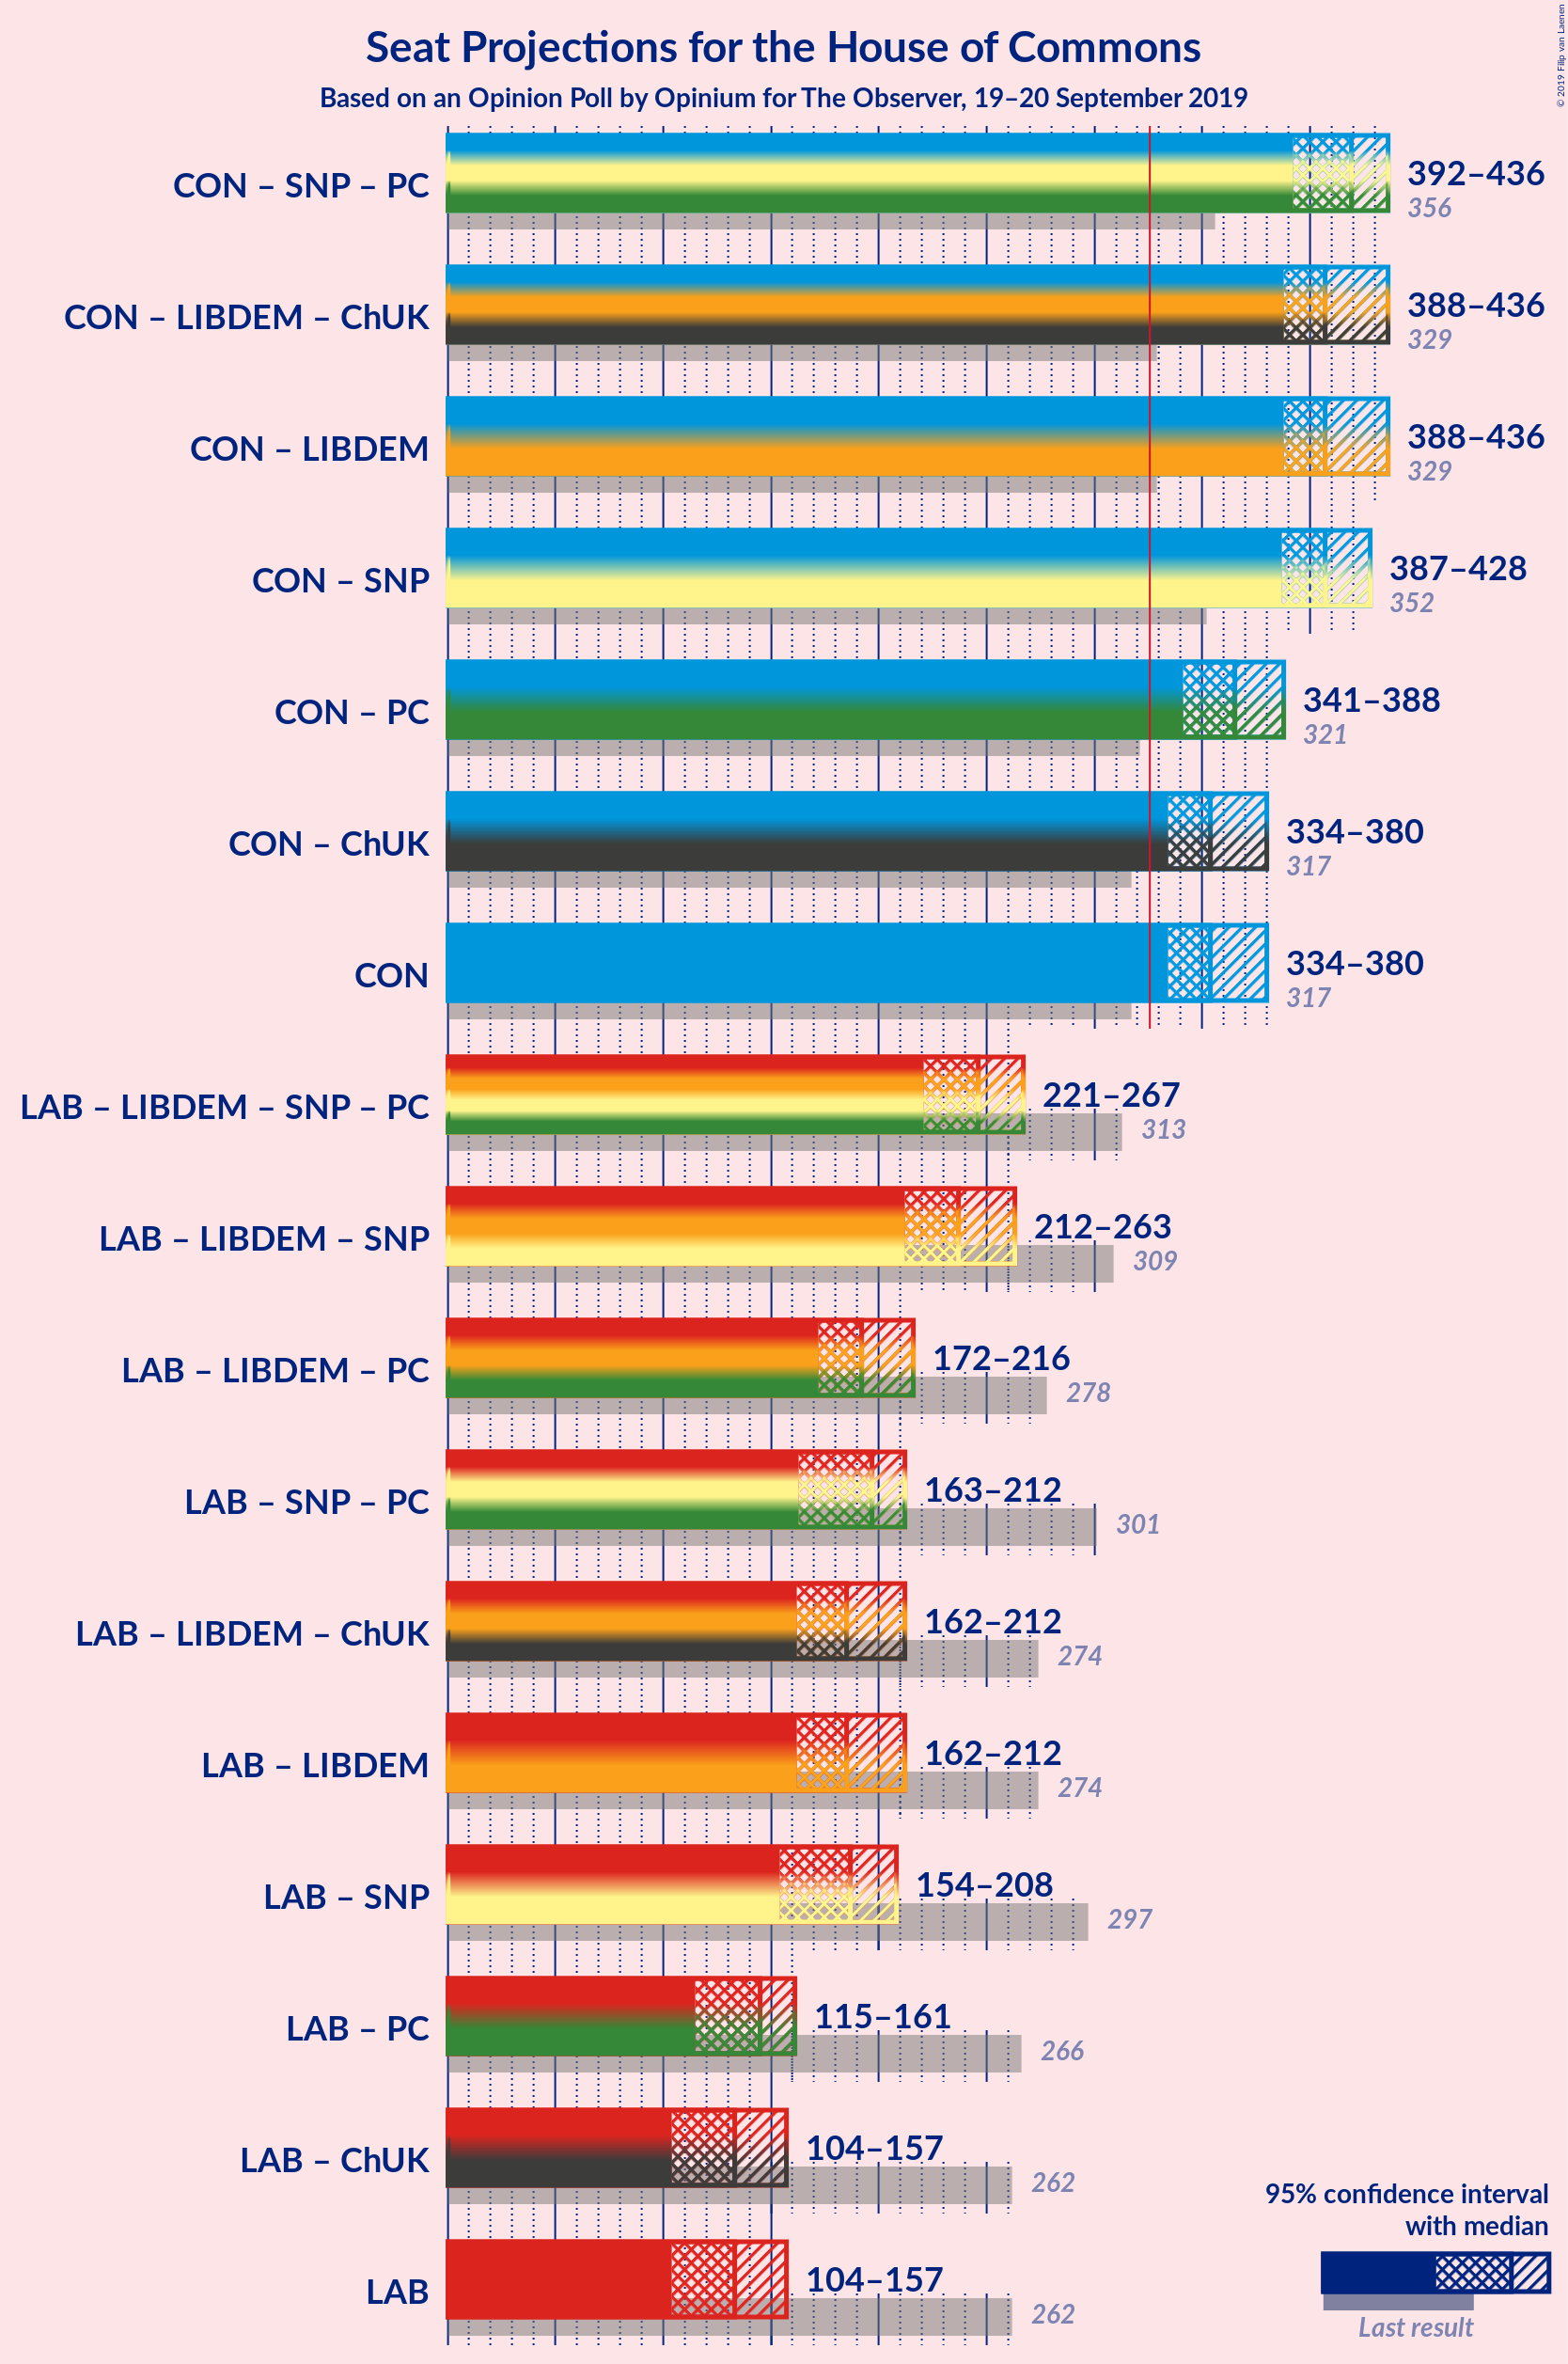 Seat Projections for the House of Commons
Based on an Opinion Poll by Opinium for The Observer, 19–20 September 2019
© 2019 Filip van Laenen
CON – SNP – PC
392–436
356
CON – LIBDEM – ChUK
388–436
329
CON – LIBDEM
388–436
329
CON – SNP
387–428
352
CON – PC
341–388
321
CON – ChUK
334–380
317
CON
334–380
317
LAB – LIBDEM – SNP – PC
221–267
313
LAB – LIBDEM – SNP
212–263
309
LAB – LIBDEM – PC
172–216
278
LAB – SNP – PC
163–212
301
LAB – LIBDEM – ChUK
162–212
274
LAB – LIBDEM
162–212
274
LAB – SNP
154–208
297
LAB – PC
115–161
266
LAB – ChUK
104–157
262
LAB
104–157
262
95% confidence interval
with median
Last result